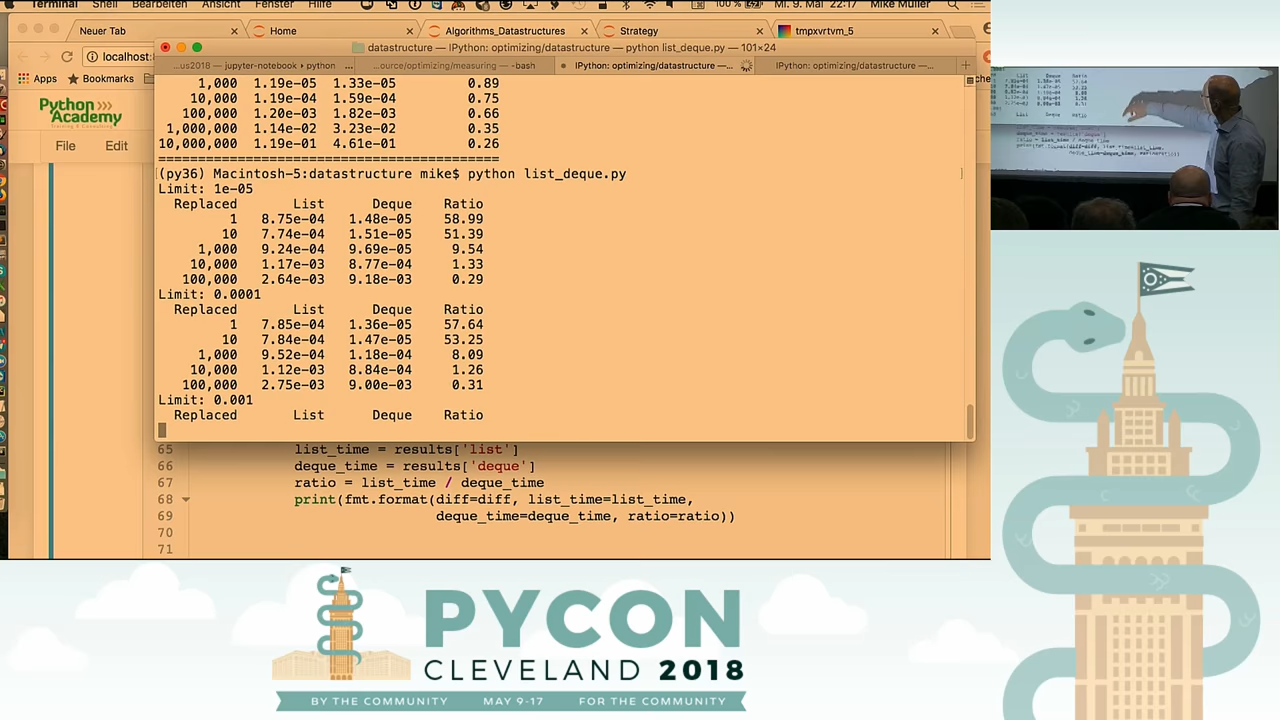 Terminal Shell Bearbeiten Ansicht Fenster Hilfe 100 % Mi. 9. Mai 22:17 Mike Müller
Neuer Tab Home Algorithms_Datastructures Strategy tmpxvrtvm_5
datastructure — IPython: optimizing/datastructure — python list_deque.py — 101×24
localhost:
...us2018 — jupyter-notebook ▸ python ... ...ource/optimizing/measuring — -bash IPython: optimizing/datastructure —... IPython: optimizing/datastructure —...
Apps Bookmarks
Python
Academy
Training & Consulting
File Edit
1,000 1.19e-05 1.33e-05 0.89
10,000 1.19e-04 1.59e-04 0.75
100,000 1.20e-03 1.82e-03 0.66
1,000,000 1.14e-02 3.23e-02 0.35
10,000,000 1.19e-01 4.61e-01 0.26
==========================================
(py36) Macintosh-5:datastructure mike$ python list_deque.py
Limit: 1e-05
Replaced List Deque Ratio
1 8.75e-04 1.48e-05 58.99
10 7.74e-04 1.51e-05 51.39
1,000 9.24e-04 9.69e-05 9.54
10,000 1.17e-03 8.77e-04 1.33
100,000 2.64e-03 9.18e-03 0.29
Limit: 0.0001
Replaced List Deque Ratio
1 7.85e-04 1.36e-05 57.64
10 7.84e-04 1.47e-05 53.25
1,000 9.52e-04 1.18e-04 8.09
10,000 1.12e-03 8.84e-04 1.26
100,000 2.75e-03 9.00e-03 0.31
Limit: 0.001
Replaced List Deque Ratio
65 list_time = results['list']
66 deque_time = results['deque']
67 ratio = list_time / deque_time
68 print(fmt.format(diff=diff, list_time=list_time,
69 deque_time=deque_time, ratio=ratio))
70
71
List Deque Ratio
PYCON
CLEVELAND 2018
BY THE COMMUNITY MAY 9-17 FOR THE COMMUNITY